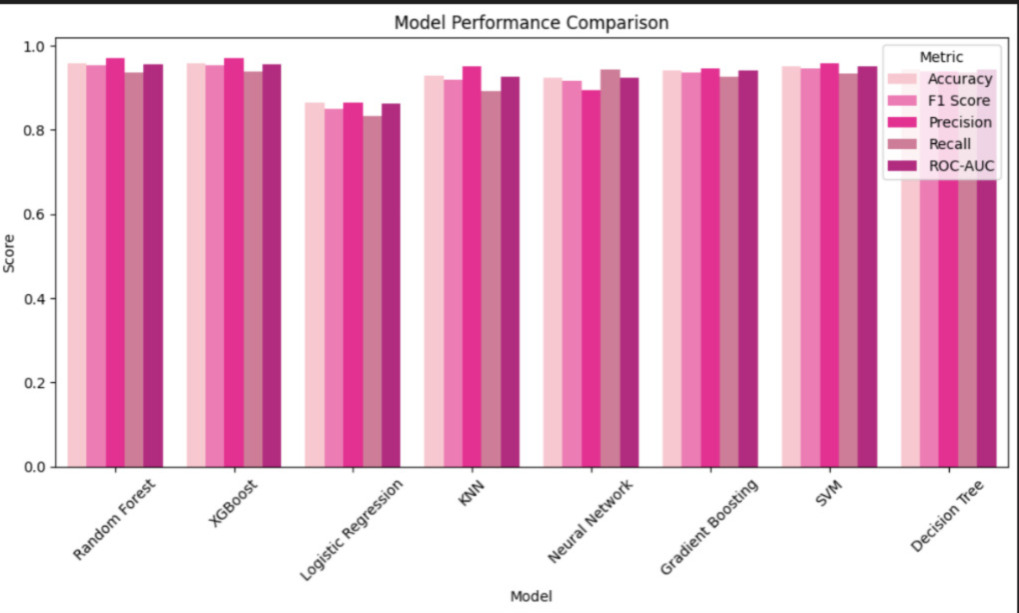 Model Performance Comparison
1.0
0.8
0.6
0.4
0.2
0.0
Score
Metric
Accuracy
F1 Score
Precision
Recall
ROC-AUC
Random Forest
XGBoost
Logistic Regression
KNN
Neural Network
Gradient Boosting
SVM
Decision Tree
Model